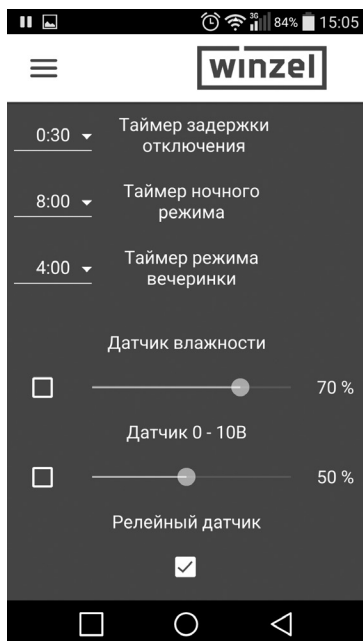 3G 84% 15:05
winzel
0:30 Таймер задержки
отключения
8:00 Таймер ночного
режима
4:00 Таймер режима
вечеринки
Датчик влажности
70 %
Датчик 0 - 10В
50 %
Релейный датчик